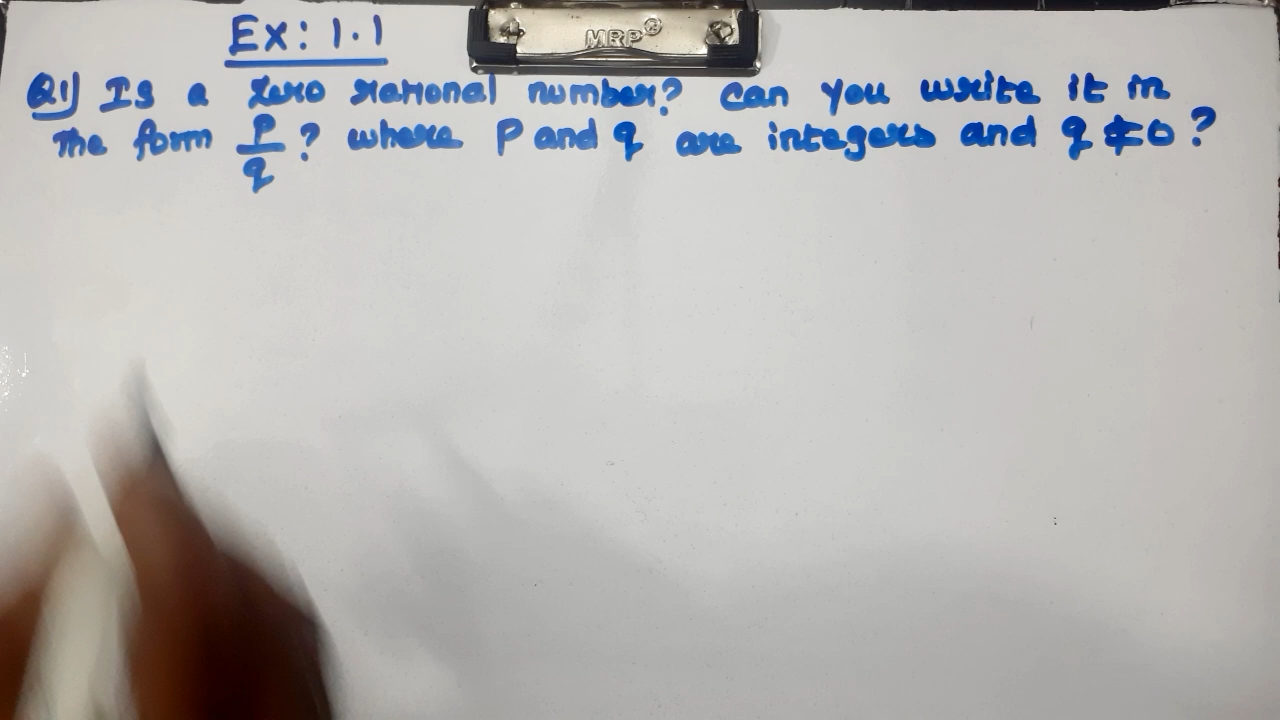 Ex: 1.1
MRP
Q1) Is a zero rational number? can you write it in
the form p/q? where p and q are integers and q ≠ 0?